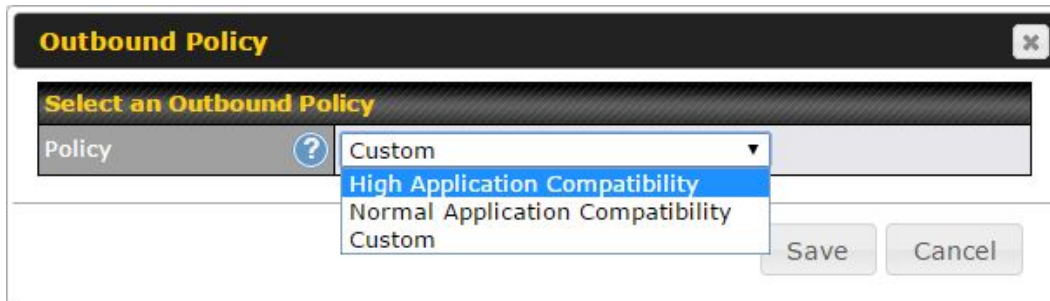 Outbound Policy
Select an Outbound Policy
Policy ? Custom
High Application Compatibility
Normal Application Compatibility
Custom
Save Cancel